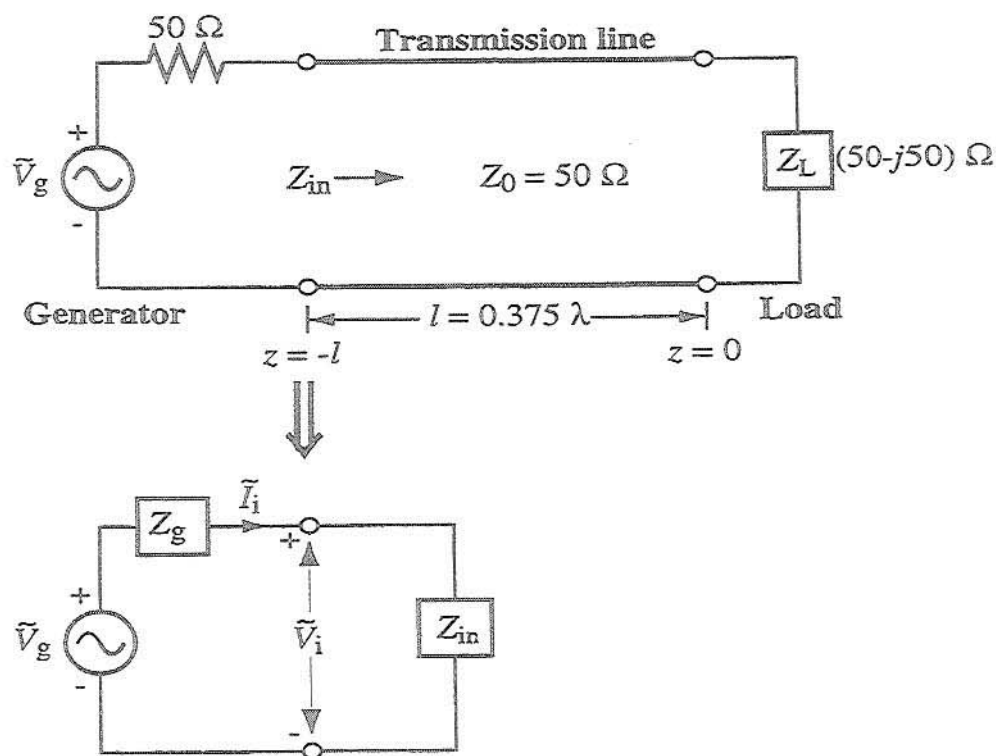 50 Ω
Transmission line
+
Ṽg
-
Zin
Z0 = 50 Ω
ZL
(50-j50) Ω
Generator
l = 0.375 λ
Load
z = -l
z = 0
Zg
Ĩi
+
+
Ṽg
-
Ṽi
Zin
-